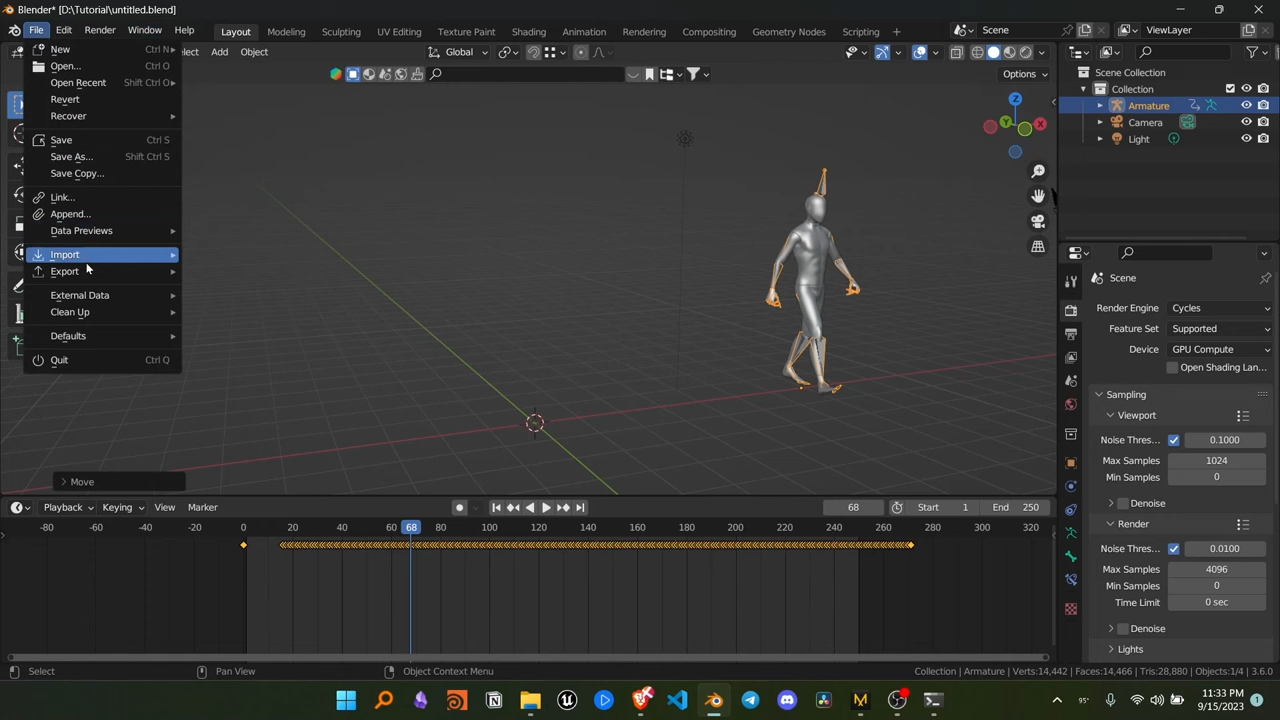 Blender* [D:\Tutorial\untitled.blend]
File Edit Render Window Help Layout Modeling Sculpting UV Editing Texture Paint Shading Animation Rendering Compositing Geometry Nodes Scripting + Scene ViewLayer
New Ctrl N
Open... Ctrl O
Open Recent Shift Ctrl O
Revert
Recover
Save Ctrl S
Save As... Shift Ctrl S
Save Copy...
Link...
Append...
Data Previews
Import
Export
External Data
Clean Up
Defaults
Quit Ctrl Q
Add Object Global
Options
Z
Y
X
Scene Collection
Collection
Armature
Camera
Light
Scene
Render Engine Cycles
Feature Set Supported
Device GPU Compute
Open Shading Lan...
Sampling
Viewport
Noise Thres... 0.1000
Max Samples 1024
Min Samples 0
Denoise
Render
Noise Thres... 0.0100
Max Samples 4096
Min Samples 0
Time Limit 0 sec
Denoise
Lights
Move
Playback Keying View Marker 68 Start 1 End 250
-80 -60 -40 -20 0 20 40 68 80 100 120 140 160 180 200 220 240 260 280 300 320
Select Pan View Object Context Menu Collection | Armature | Verts:14,442 | Faces:14,466 | Tris:28,880 | Objects:1/4 | 3.6.0
95°
11:33 PM
9/15/2023